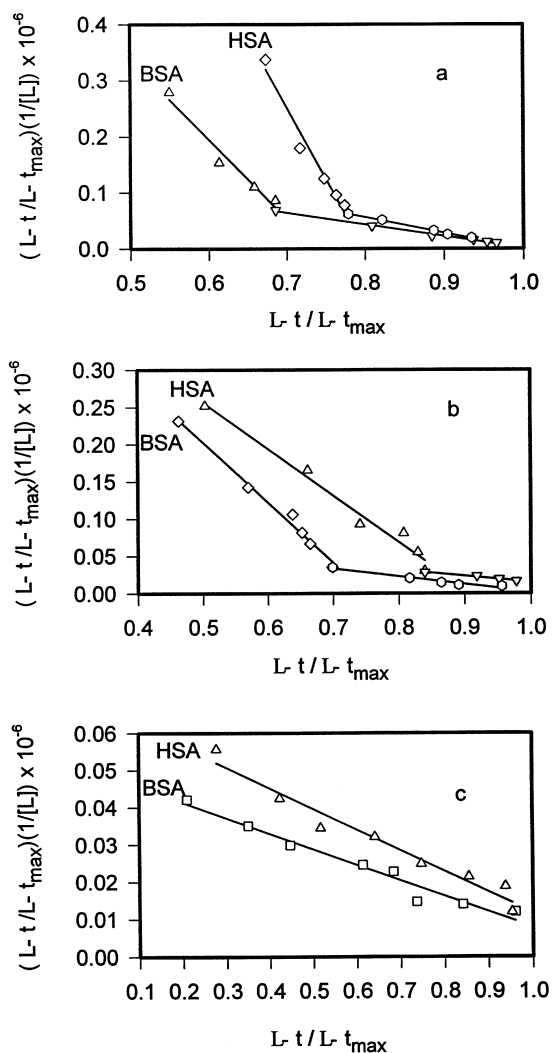 ( L- t /L- t max)(1/[L]) x 10-6
0.4
0.3
0.2
0.1
0.0
HSA
BSA
a
0.5 0.6 0.7 0.8 0.9 1.0
L- t / L- tmax
( L- t /L- t max)(1/[L]) x 10-6
0.30
0.25
0.20
0.15
0.10
0.05
0.00
HSA
BSA
b
0.4 0.5 0.6 0.7 0.8 0.9 1.0
L- t / L- tmax
( L- t /L- t max)(1/[L]) x 10-6
0.06
0.05
0.04
0.03
0.02
0.01
0.00
HSA
BSA
c
0.1 0.2 0.3 0.4 0.5 0.6 0.7 0.8 0.9 1.0
L- t / L- tmax